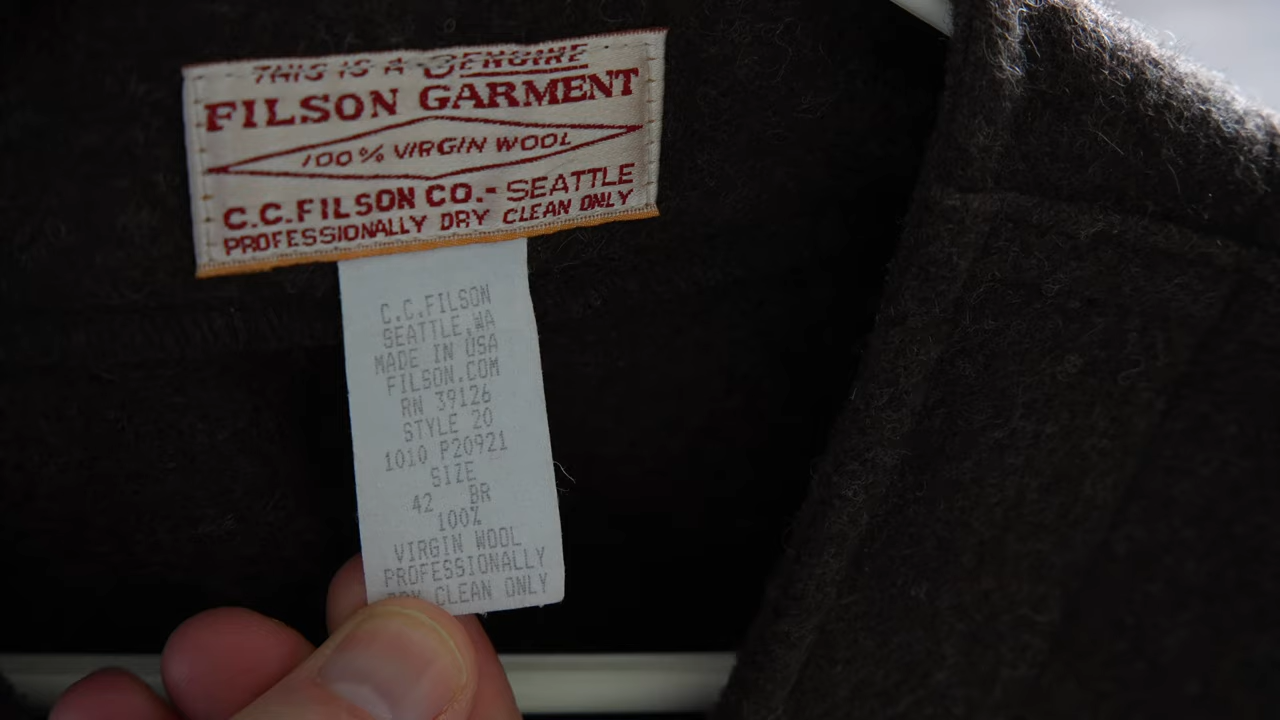 THIS IS A GENUINE
FILSON GARMENT
100% VIRGIN WOOL
C.C.FILSON CO.-SEATTLE
PROFESSIONALLY DRY CLEAN ONLY
C.C.FILSON
SEATTLE,WA
MADE IN USA
FILSON.COM
RN 39126
STYLE 20
1010 P20921
SIZE
42 BR
100%
VIRGIN WOOL
PROFESSIONALLY
DRY CLEAN ONLY